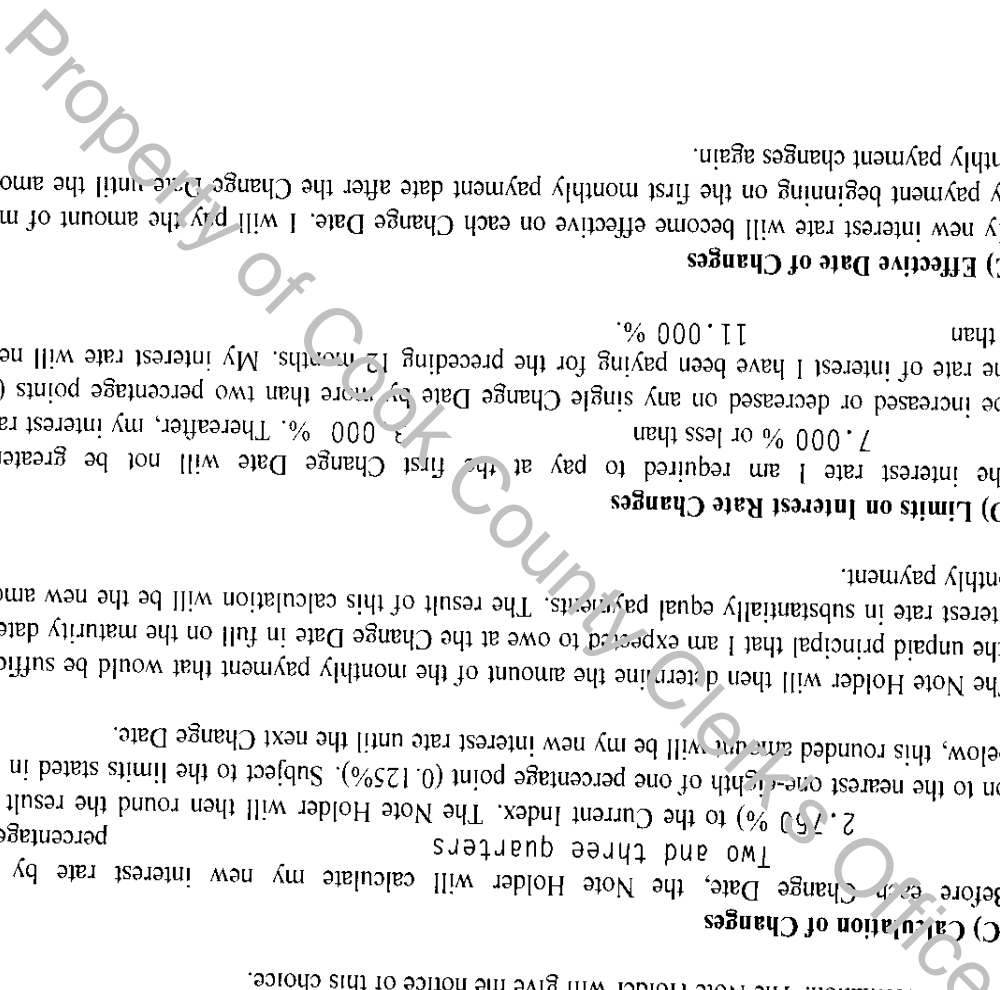 The Note Holder will give me notice of this choice.
C) Calculation of Changes
Before each Change Date, the Note Holder will calculate my new interest rate by
Two and three quarters percentage
2.750 %) to the Current Index. The Note Holder will then round the result
on to the nearest one-eighth of one percentage point (0.125%). Subject to the limits stated in
below, this rounded amount will be my new interest rate until the next Change Date.
The Note Holder will then determine the amount of the monthly payment that would be suffic
the unpaid principal that I am expected to owe at the Change Date in full on the maturity date
terest rate in substantially equal payments. The result of this calculation will be the new amo
onthly payment.
D) Limits on Interest Rate Changes
he interest rate I am required to pay at the first Change Date will not be greater
7.000 % or less than 3.000 %. Thereafter, my interest ra
be increased or decreased on any single Change Date by more than two percentage points (
he rate of interest I have been paying for the preceding 12 months. My interest rate will ne
than 11.000 %.
E) Effective Date of Changes
y new interest rate will become effective on each Change Date. I will pay the amount of m
y payment beginning on the first monthly payment date after the Change Date until the amo
nthly payment changes again.
Property of Cook County Clerk's Office